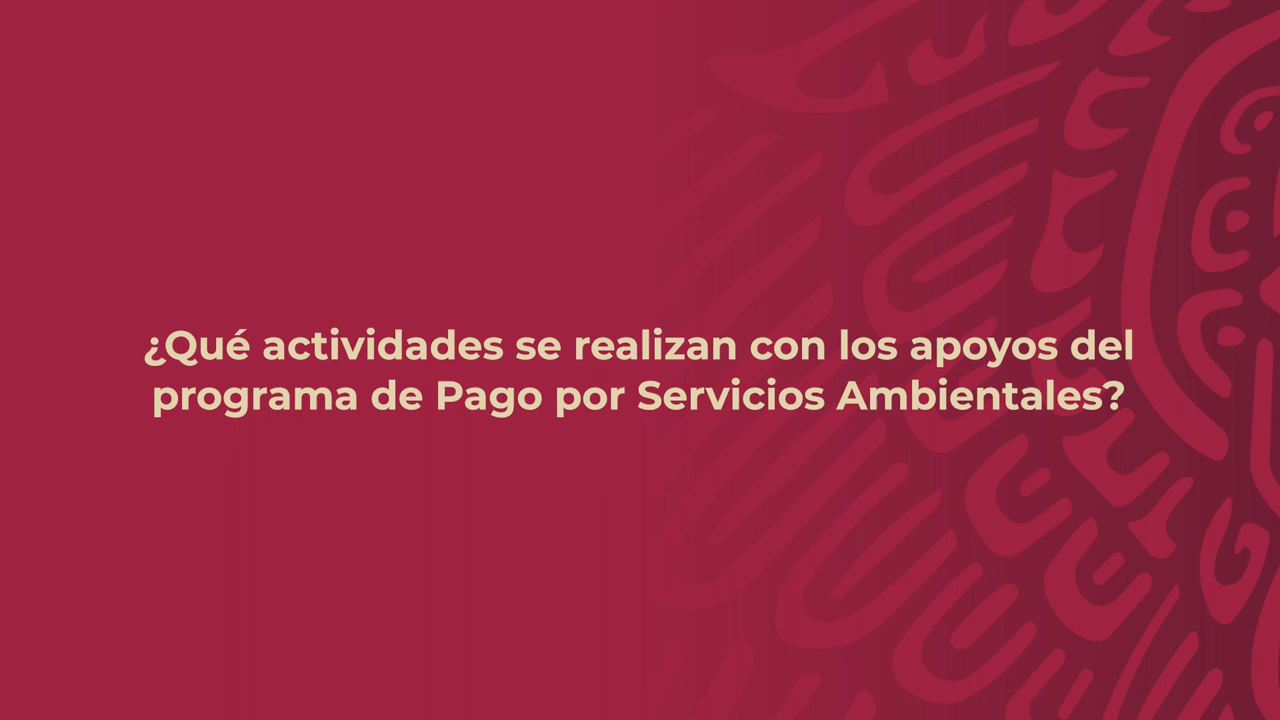 ¿Qué actividades se realizan con los apoyos del
programa de Pago por Servicios Ambientales?